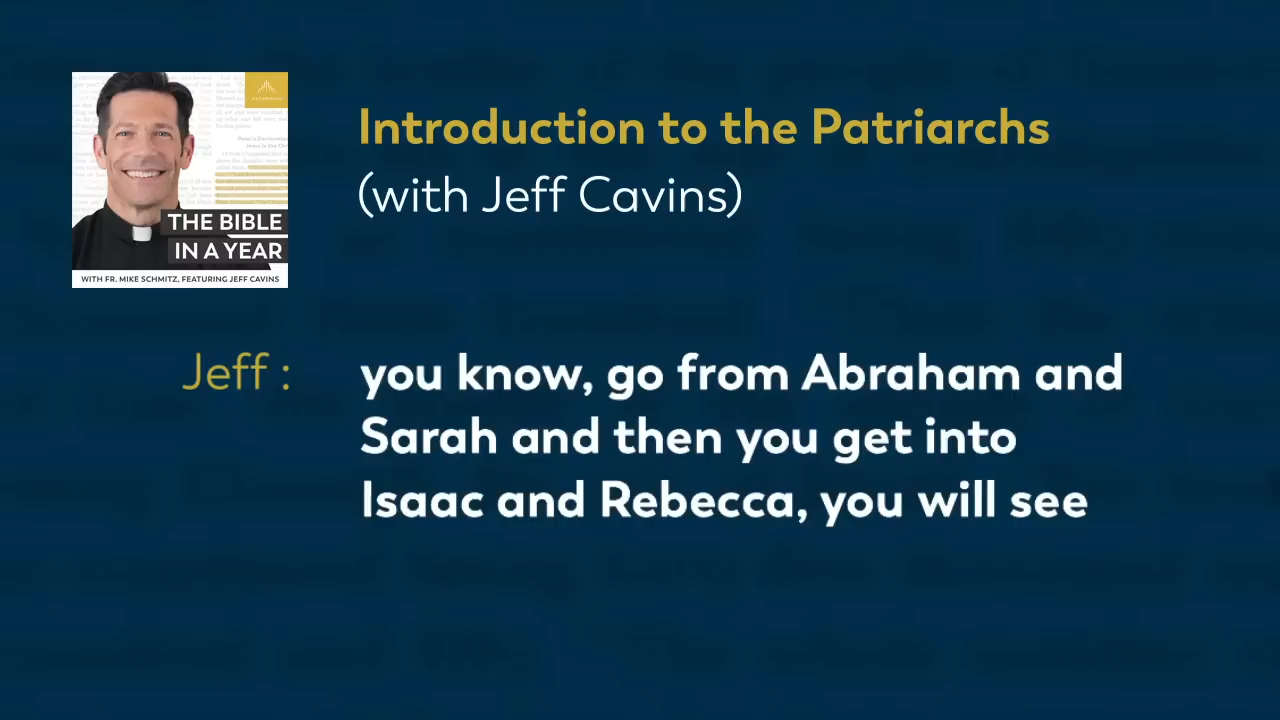 THE BIBLE
IN A YEAR
WITH FR. MIKE SCHMITZ, FEATURING JEFF CAVINS
Introduction to the Patriarchs
(with Jeff Cavins)
Jeff : you know, go from Abraham and
Sarah and then you get into
Isaac and Rebecca, you will see